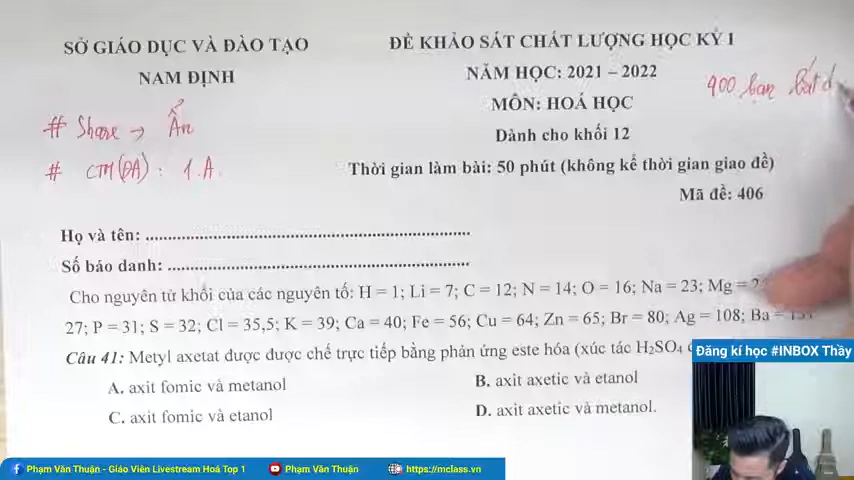 SỞ GIÁO DỤC VÀ ĐÀO TẠO
NAM ĐỊNH
ĐỀ KHẢO SÁT CHẤT LƯỢNG HỌC KỲ I
NĂM HỌC: 2021 – 2022
MÔN: HOÁ HỌC
Dành cho khối 12
Thời gian làm bài: 50 phút (không kể thời gian giao đề)
Mã đề: 406
900 bạn bắt đ
# Share → Ẩn
# CTM(ĐA): 1.A
Họ và tên:
Số báo danh:
Cho nguyên tử khối của các nguyên tố: H = 1; Li = 7; C = 12; N = 14; O = 16; Na = 23; Mg =
27; P = 31; S = 32; Cl = 35,5; K = 39; Ca = 40; Fe = 56; Cu = 64; Zn = 65; Br = 80; Ag = 108; Ba =
Câu 41: Metyl axetat được được chế trực tiếp bằng phản ứng este hóa (xúc tác H₂SO₄
A. axit fomic và metanol
B. axit axetic và etanol
C. axit fomic và etanol
D. axit axetic và metanol.
Đăng kí học #INBOX Thầy
Phạm Văn Thuận - Giáo Viên Livestream Hoá Top 1
Phạm Văn Thuận
https://mclass.vn